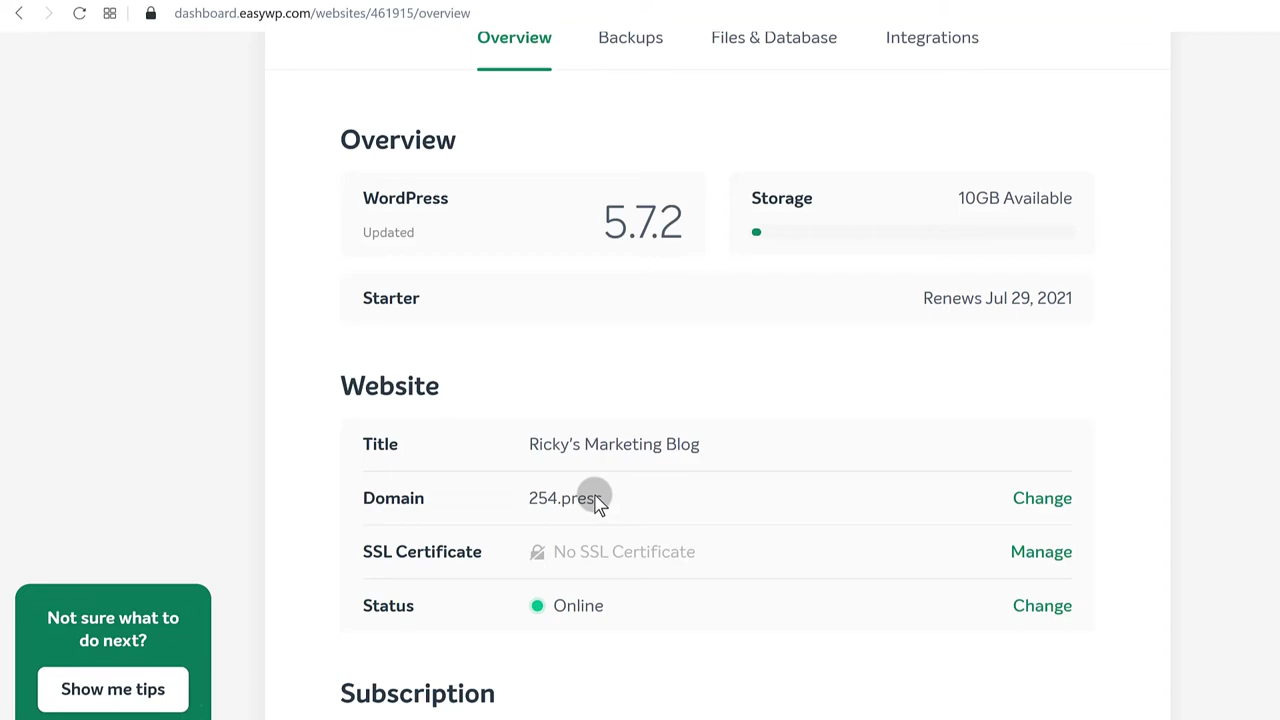 dashboard.easywp.com/websites/461915/overview
Overview Backups Files & Database Integrations
Overview
WordPress
Updated
5.7.2
Storage 10GB Available
Starter Renews Jul 29, 2021
Website
Title Ricky's Marketing Blog
Domain 254.press Change
SSL Certificate No SSL Certificate Manage
Status Online Change
Not sure what to
do next?
Show me tips
Subscription